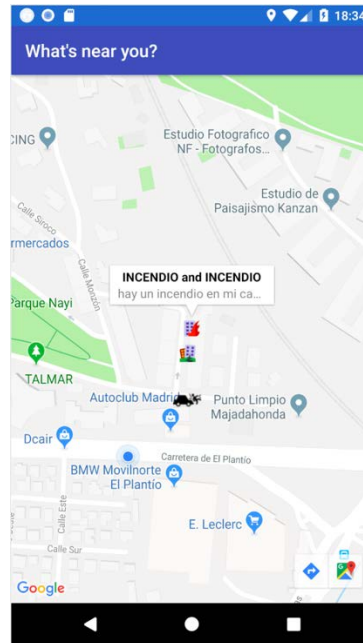 18:34
What's near you?
CING
Estudio Fotografico
NF - Fotografos...
Estudio de
Paisajismo Kanzan
Calle Siroco
rmercados
Calle Monzón
INCENDIO and INCENDIO
hay un incendio en mi ca...
Parque Nayi
TALMAR
Autoclub Madrid
Punto Limpio
Majadahonda
Dcair
Carretera de El Plantío
BMW Movilnorte
El Plantío
Calle Este
E. Leclerc
Calle Sur
Google